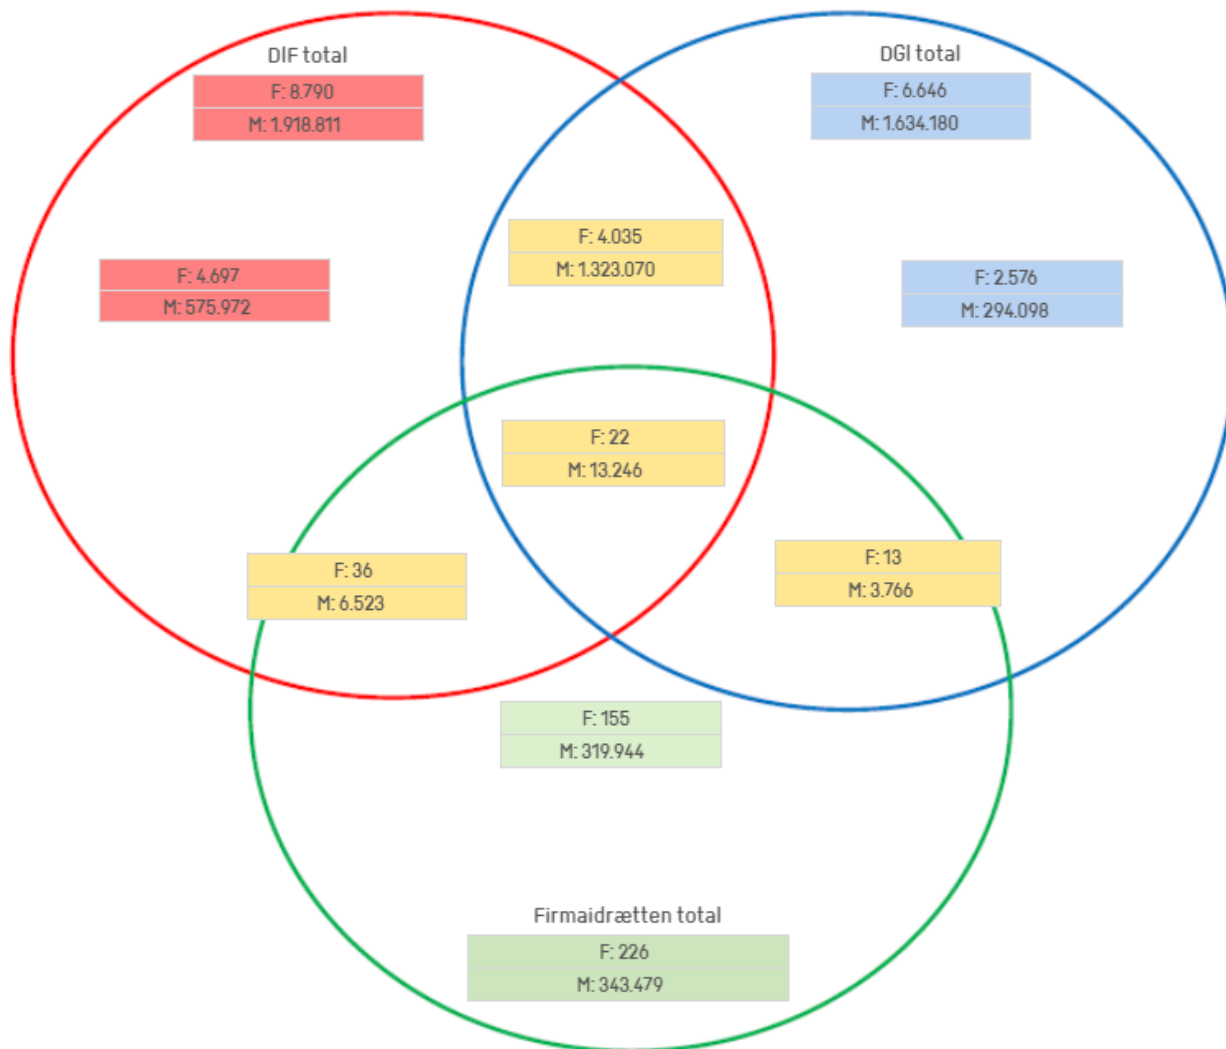 DIF total
F: 8.790
M: 1.918.811
DGI total
F: 6.646
M: 1.634.180
F: 4.035
M: 1.323.070
F: 4.697
M: 575.972
F: 2.576
M: 294.098
F: 22
M: 13.246
F: 36
M: 6.523
F: 13
M: 3.766
F: 155
M: 319.944
Firmaidrætten total
F: 226
M: 343.479